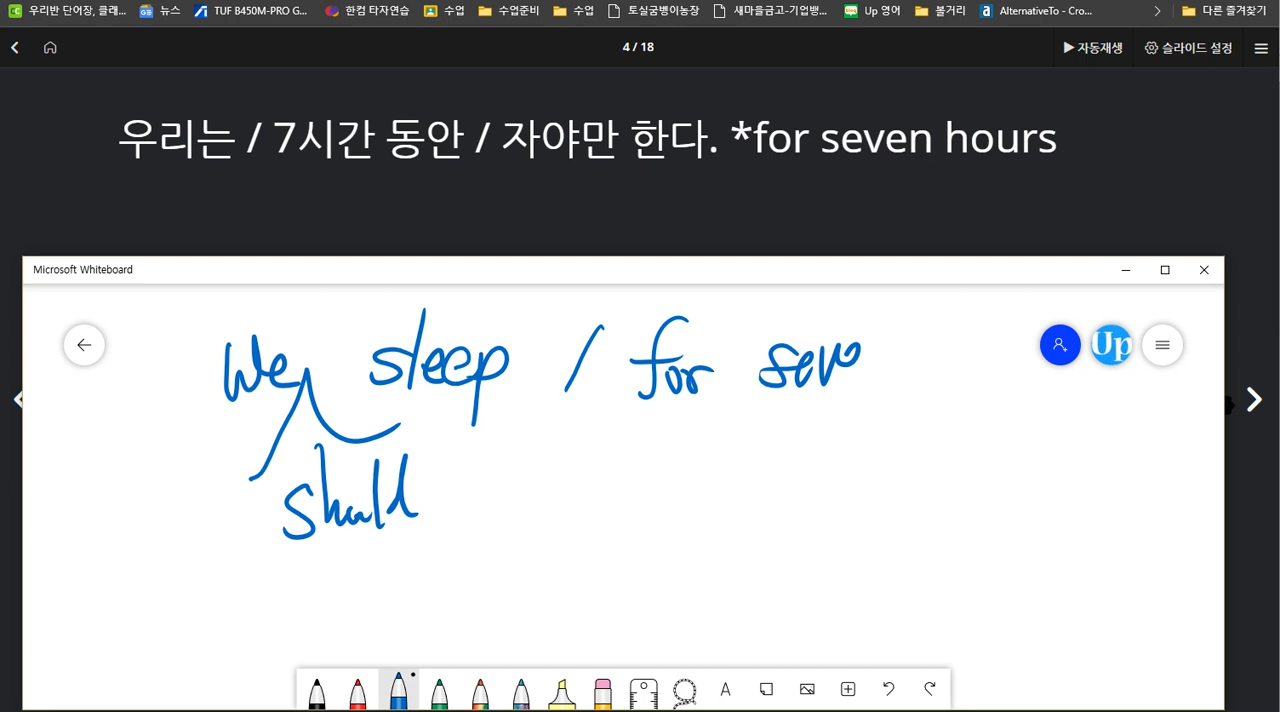 우리반 단어장, 클래... 뉴스 TUF B450M-PRO G... 한컴 타자연습 수업 수업준비 수업 토실굼벵이농장 새마을금고-기업뱅... Up 영어 볼거리 AlternativeTo - Cro... 다른 즐겨찾기
4 / 18 자동재생 슬라이드 설정
우리는 / 7시간 동안 / 자야만 한다. *for seven hours
Microsoft Whiteboard
We sleep / for seve
Up
should
A